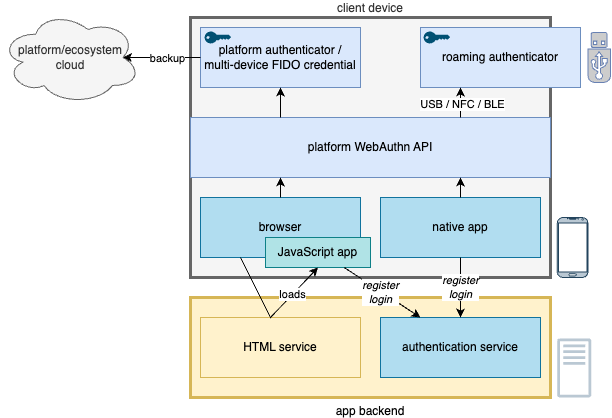 client device
platform/ecosystem
cloud
backup
platform authenticator /
multi-device FIDO credential
roaming authenticator
USB / NFC / BLE
platform WebAuthn API
browser
native app
JavaScript app
loads
register
login
register
login
HTML service
authentication service
app backend